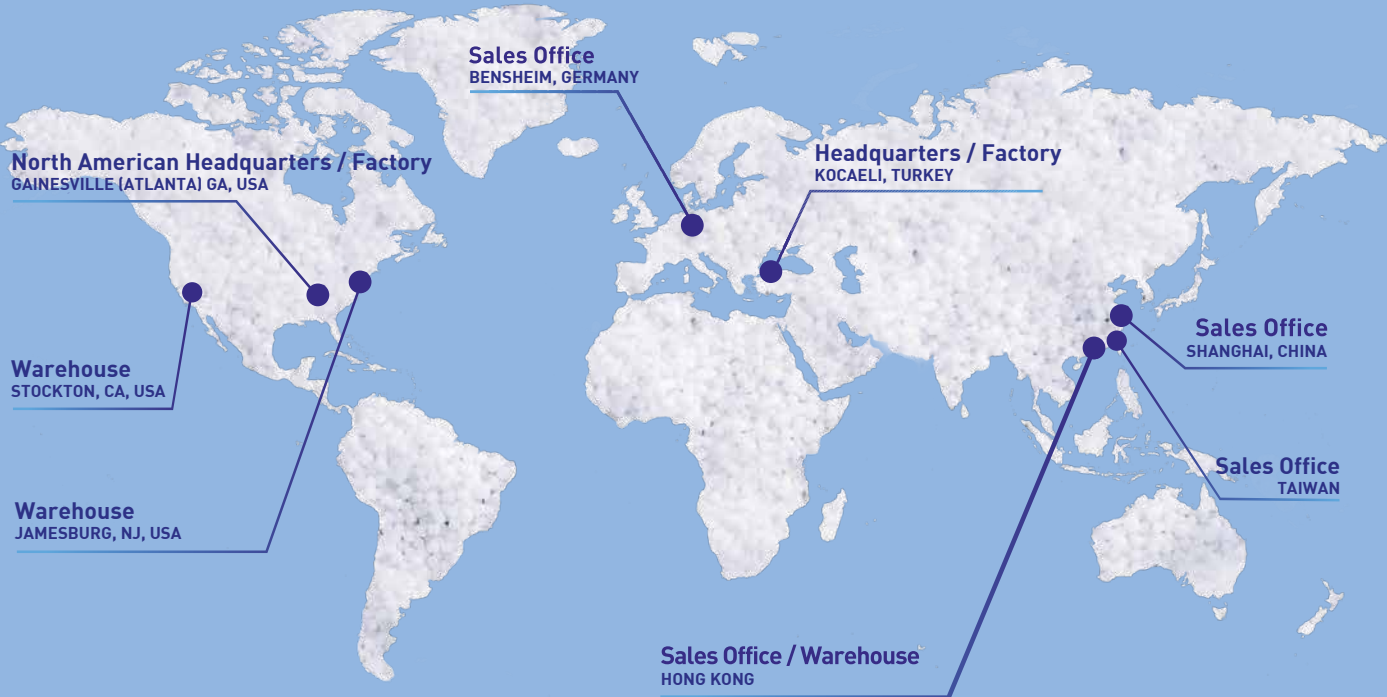 Sales Office
BENSHEIM, GERMANY
North American Headquarters / Factory
GAINESVILLE (ATLANTA) GA, USA
Headquarters / Factory
KOCAELI, TURKEY
Warehouse
STOCKTON, CA, USA
Sales Office
SHANGHAI, CHINA
Sales Office
TAIWAN
Warehouse
JAMESBURG, NJ, USA
Sales Office / Warehouse
HONG KONG